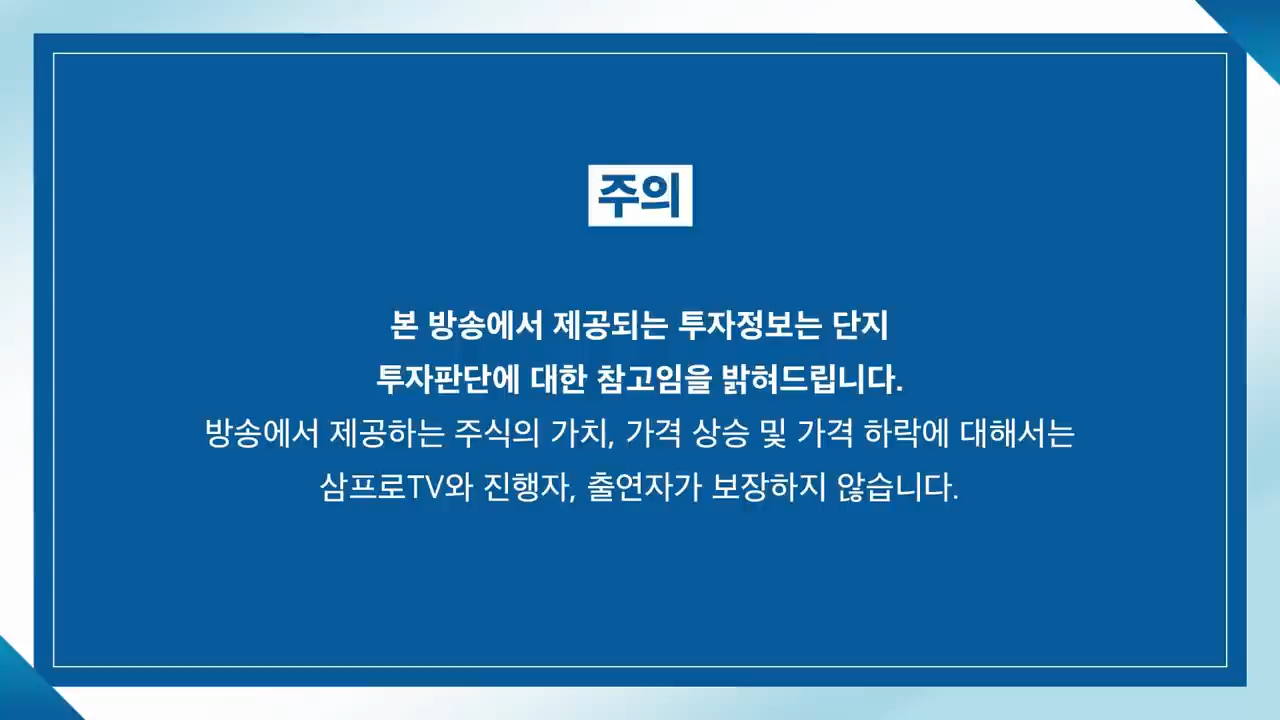 주의
본 방송에서 제공되는 투자정보는 단지
투자판단에 대한 참고임을 밝혀드립니다.
방송에서 제공하는 주식의 가치, 가격 상승 및 가격 하락에 대해서는
삼프로TV와 진행자, 출연자가 보장하지 않습니다.